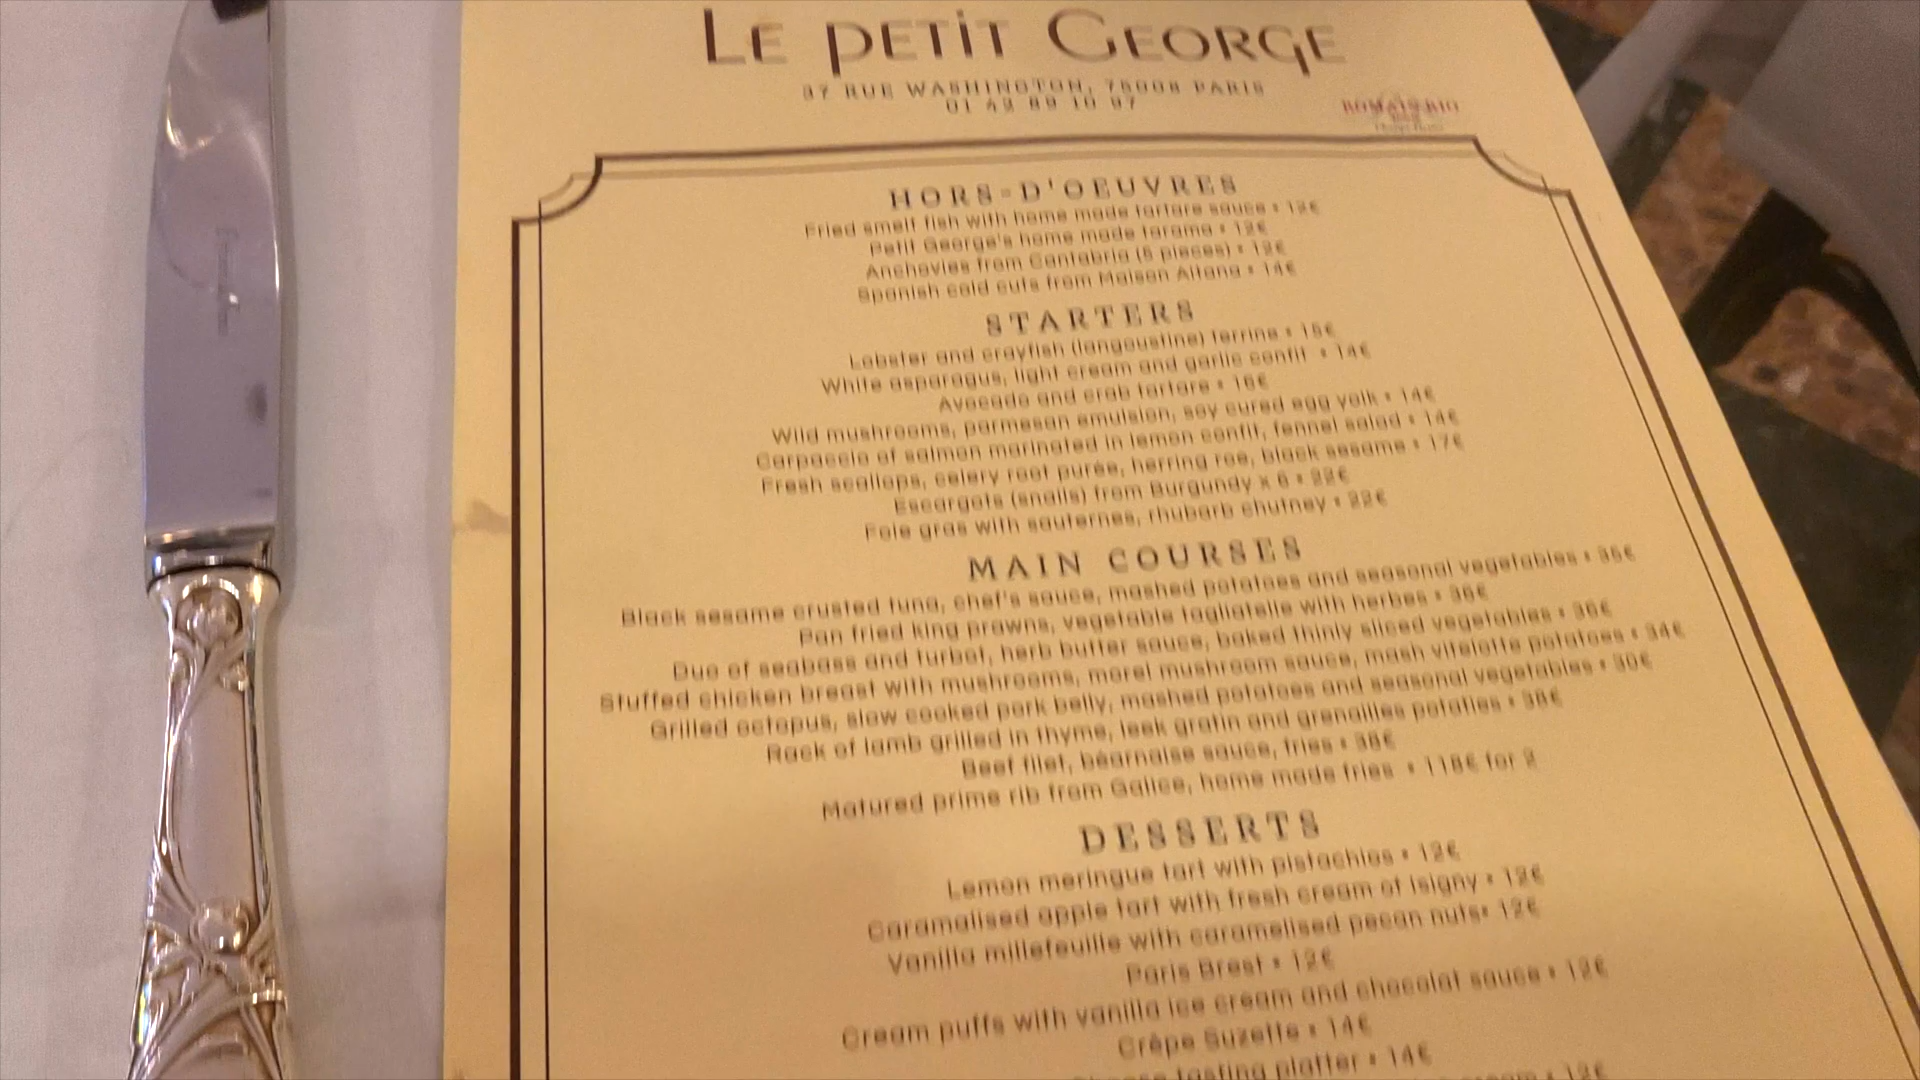 LE PETIT GEORGE
37 RUE WASHINGTON, 75008 PARIS
01 42 89 10 97
HORS-D'OEUVRES
Fried smelt fish with home made tartare sauce • 12€
Petit George's home made tarama • 12€
Anchovies from Cantabria (5 pieces) • 12€
Spanish cold cuts from Maison Aitana • 14€
STARTERS
Lobster and crayfish (langoustine) terrine • 15€
White asparagus, light cream and garlic confit • 14€
Avocado and crab tartare • 16€
Wild mushrooms, parmesan emulsion, soy cured egg yolk • 14€
Carpaccio of salmon marinated in lemon confit, fennel salad • 14€
Fresh scallops, celery root purée, herring roe, black sesame • 17€
Escargots (snails) from Burgundy x 6 • 22€
Foie gras with sauternes, rhubarb chutney • 22€
MAIN COURSES
Black sesame crusted tuna, chef's sauce, mashed potatoes and seasonal vegetables • 35€
Pan fried king prawns, vegetable tagliatelle with herbes • 36€
Duo of seabass and turbot, herb butter sauce, baked thinly sliced vegetables • 36€
Stuffed chicken breast with mushrooms, morel mushroom sauce, mash vitelotte potatoes • 34€
Grilled octopus, slow cooked pork belly, mashed potatoes and seasonal vegetables • 30€
Rack of lamb grilled in thyme, leek gratin and grenailles potaties • 38€
Beef filet, béarnaise sauce, fries • 38€
Matured prime rib from Galice, home made fries • 118€ for 2
DESSERTS
Lemon meringue tart with pistachios • 12€
Caramalised apple tart with fresh cream of Isigny • 12€
Vanilla millefeuille with caramelised pecan nuts• 12€
Paris Brest • 12€
Cream puffs with vanilla ice cream and chocolat sauce • 12€
Crêpe Suzette • 14€
tasting platter • 14€
cream • 12€